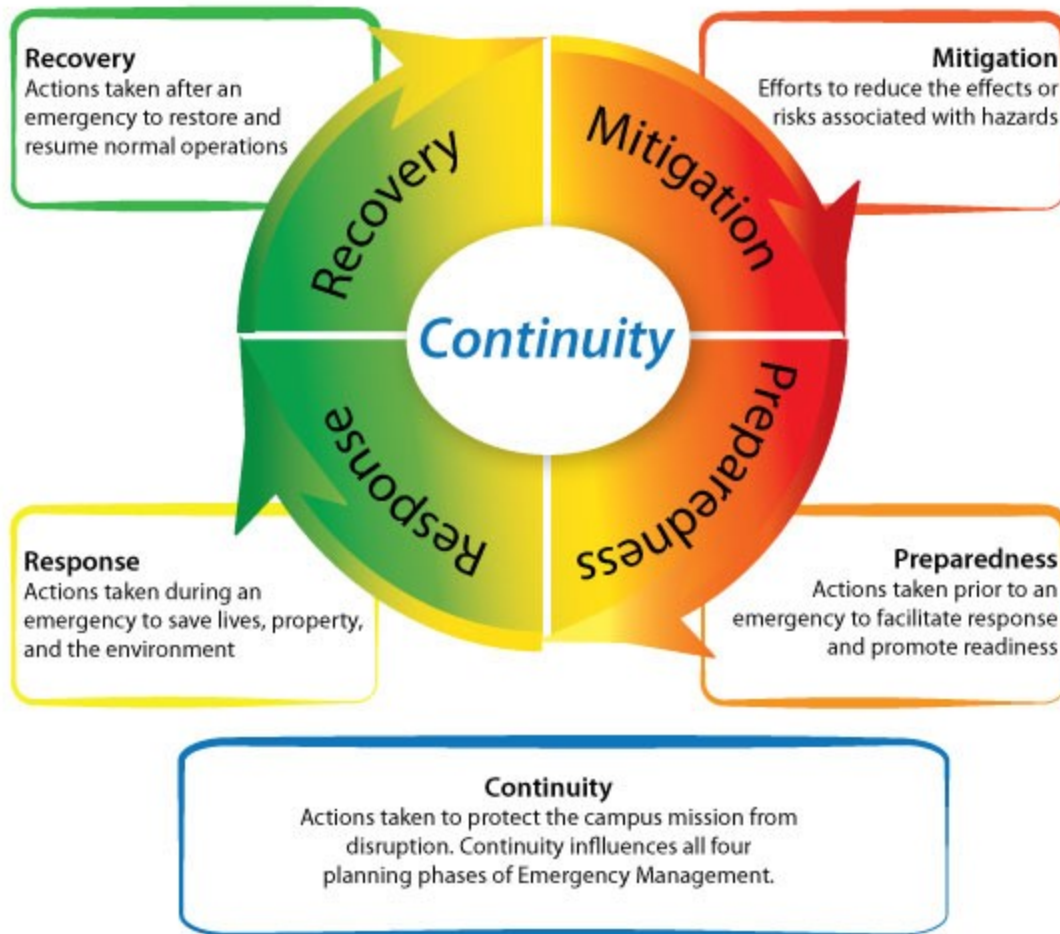 Recovery
Actions taken after an
emergency to restore and
resume normal operations
Mitigation
Efforts to reduce the effects or
risks associated with hazards
Recovery
Mitigation
Continuity
Response
Preparedness
Response
Actions taken during an
emergency to save lives, property,
and the environment
Preparedness
Actions taken prior to an
emergency to facilitate response
and promote readiness
Continuity
Actions taken to protect the campus mission from
disruption. Continuity inflluences all four
planning phases of Emergency Management.